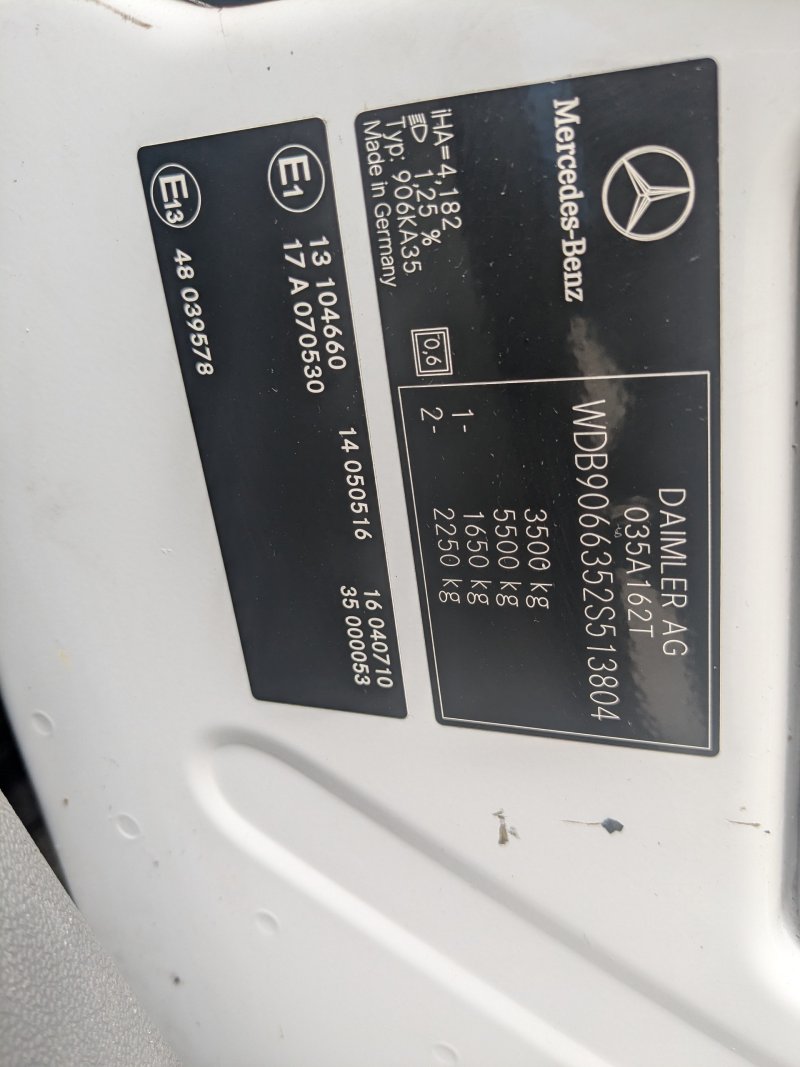 Mercedes-Benz
iHA=4,182
1,25 %
Typ: 906KA35
Made in Germany
0,6
DAIMLER AG
035A162T
WDB9066352S513804
3500 kg
5500 kg
1- 1650 kg
2- 2250 kg
E1 13 104660 14 050516 16 040710
17 A 070530 35 000053
E13 48 039578